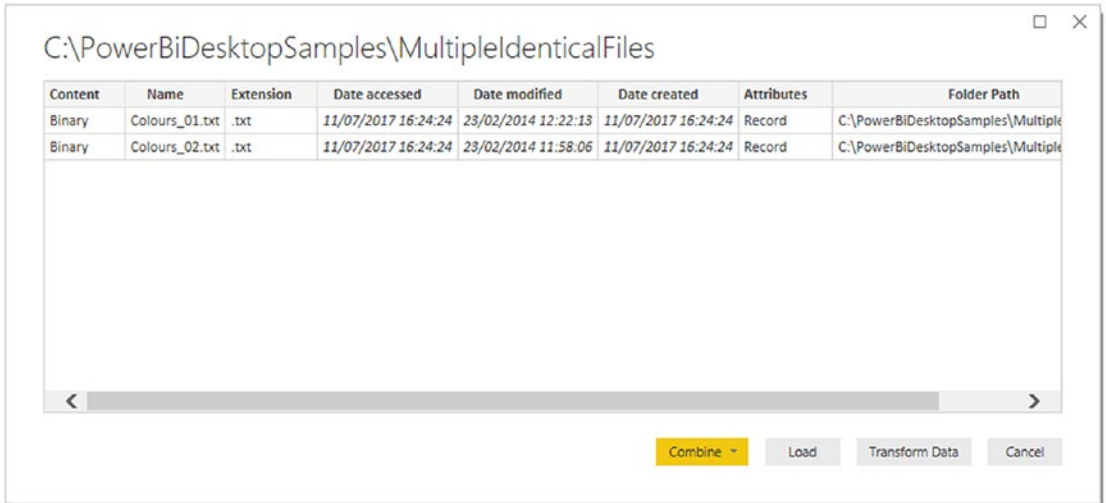 C:\PowerBiDesktopSamples\MultipleIdenticalFiles
Content Name Extension Date accessed Date modified Date created Attributes Folder Path
Binary Colours_01.txt .txt 11/07/2017 16:24:24 23/02/2014 12:22:13 11/07/2017 16:24:24 Record C:\PowerBiDesktopSamples\Multiple
Binary Colours_02.txt .txt 11/07/2017 16:24:24 23/02/2014 11:58:06 11/07/2017 16:24:24 Record C:\PowerBiDesktopSamples\Multiple
Combine Load Transform Data Cancel